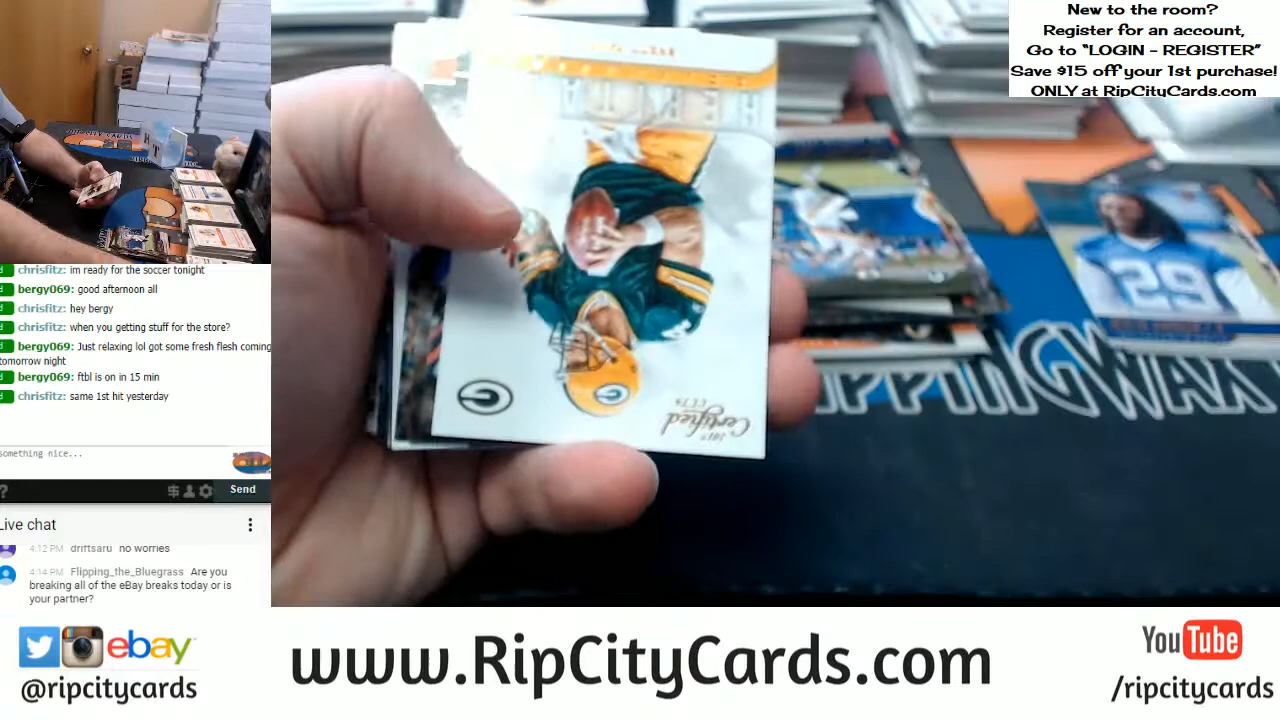 New to the room?
Register for an account,
Go to “LOGIN - REGISTER”
Save $15 off your 1st purchase!
ONLY at RipCityCards.com
chrisfitz: im ready for the soccer tonight
bergy069: good afternoon all
chrisfitz: hey bergy
chrisfitz: when you getting stuff for the store?
bergy069: Just relaxing lol got some fresh flesh coming
tomorrow night
bergy069: ftbl is on in 15 min
chrisfitz: same 1st hit yesterday
something nice...
Send
Live chat
4:12 PM driftsaru no worries
4:14 PM Flipping_the_Bluegrass Are you
breaking all of the eBay breaks today or is
your partner?
Certified
29
RIPPINGWAX
ebay
@ripcitycards
www.RipCityCards.com
YouTube
/ripcitycards